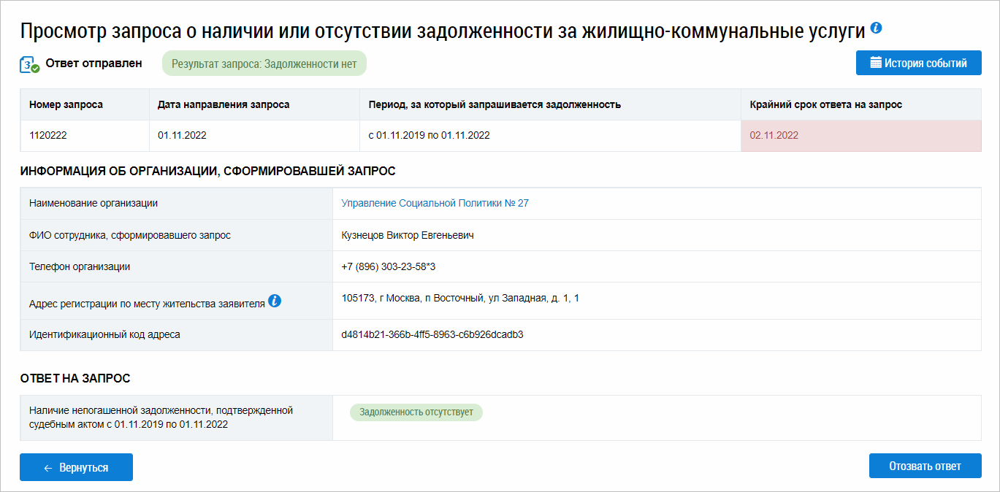 Просмотр запроса о наличии или отсутствии задолженности за жилищно-коммунальные услуги i
3 Ответ отправлен Результат запроса: Задолженности нет История событий
Номер запроса Дата направления запроса Период, за который запрашивается задолженность Крайний срок ответа на запрос
1120222 01.11.2022 с 01.11.2019 по 01.11.2022 02.11.2022
ИНФОРМАЦИЯ ОБ ОРГАНИЗАЦИИ, СФОРМИРОВАВШЕЙ ЗАПРОС
Наименование организации Управление Социальной Политики № 27
ФИО сотрудника, сформировавшего запрос Кузнецов Виктор Евгеньевич
Телефон организации +7 (896) 303-23-58*3
Адрес регистрации по месту жительства заявителя i 105173, г Москва, п Восточный, ул Западная, д. 1, 1
Идентификационный код адреса d4814b21-366b-4ff5-8963-c6b926dcadb3
ОТВЕТ НА ЗАПРОС
Наличие непогашенной задолженности, подтвержденной
судебным актом с 01.11.2019 по 01.11.2022
Задолженность отсутствует
← Вернуться Отозвать ответ